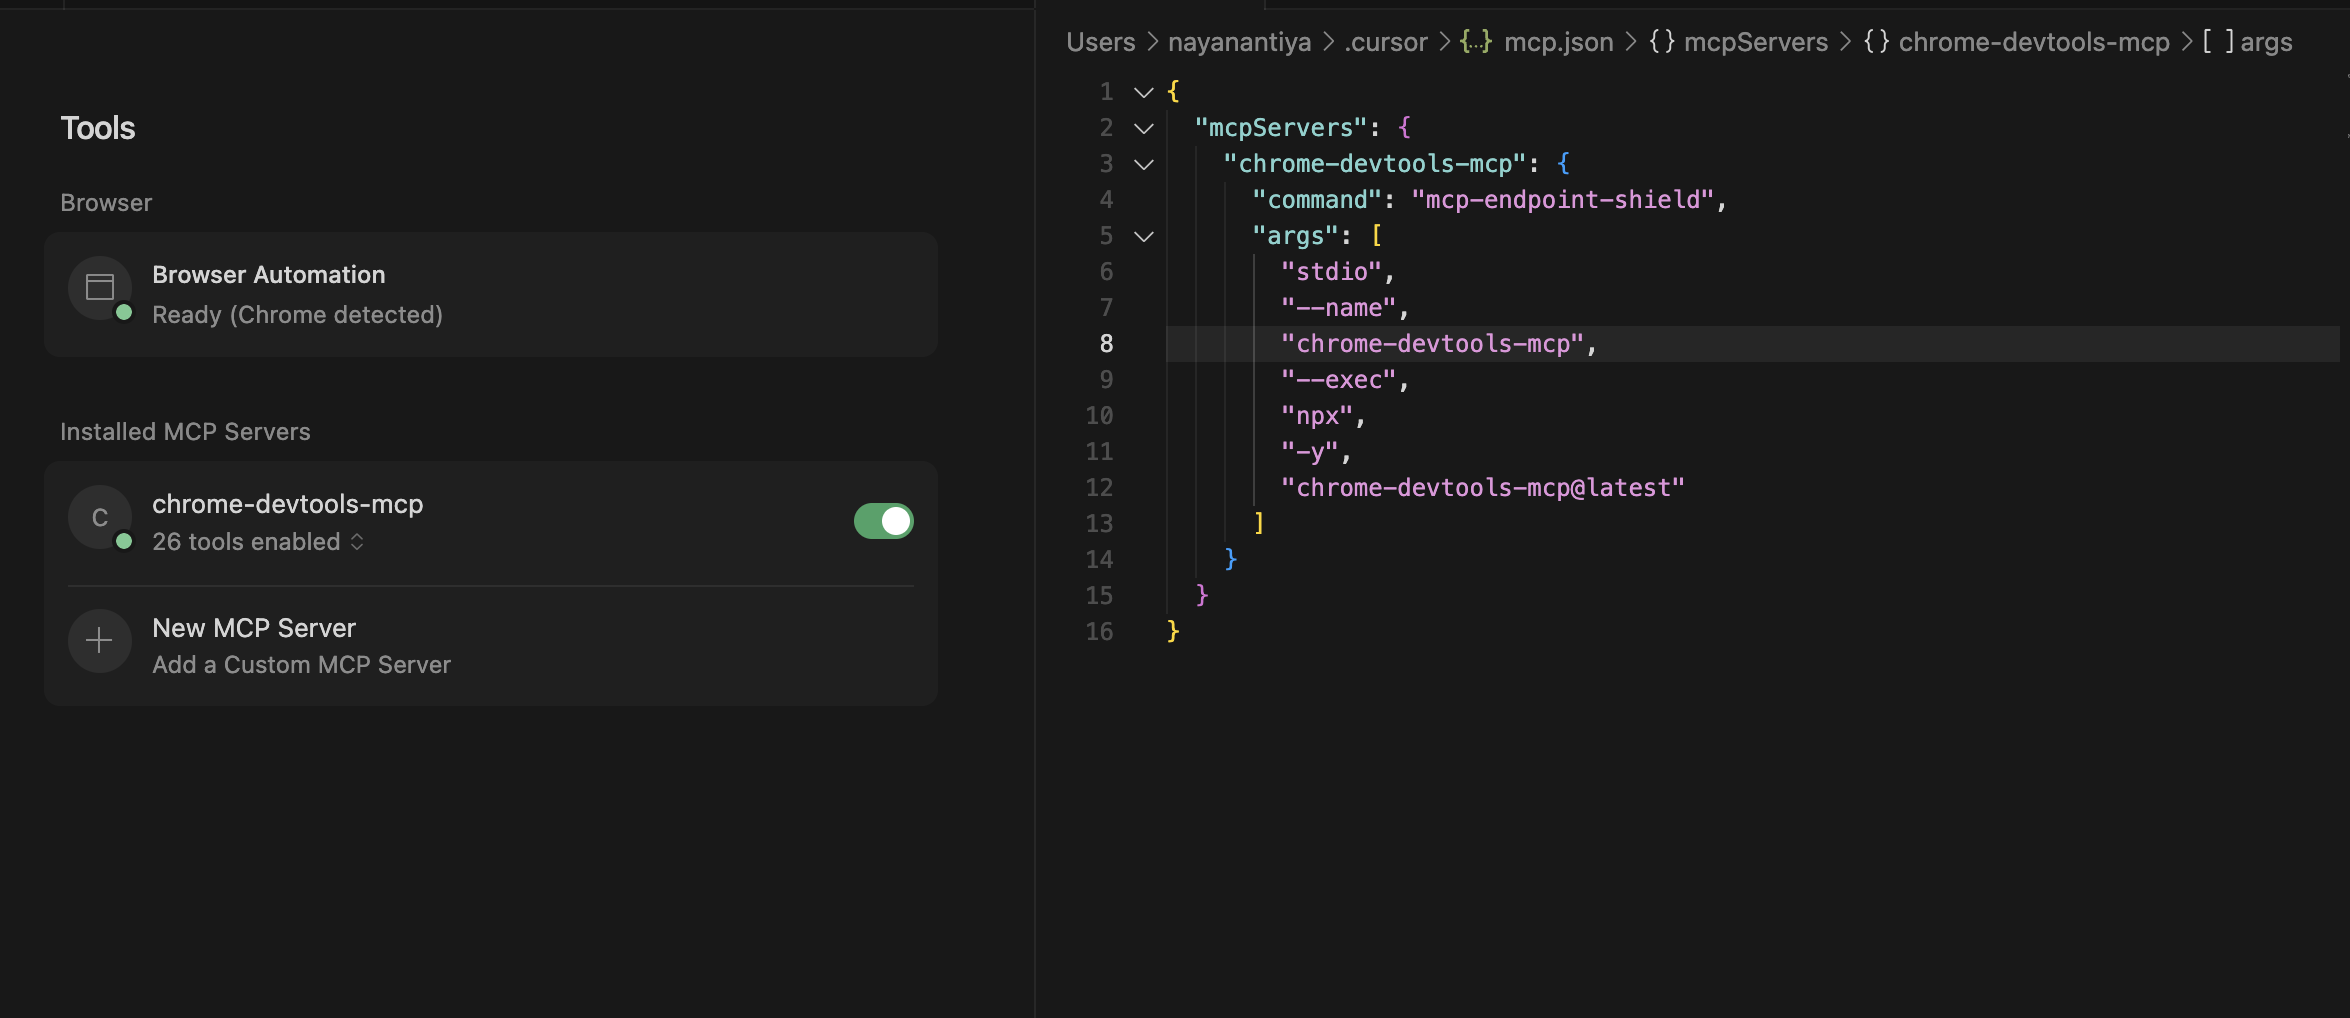 Tools
Browser
Browser Automation
Ready (Chrome detected)
Installed MCP Servers
C
chrome-devtools-mcp
26 tools enabled
New MCP Server
Add a Custom MCP Server
Users > nayanantiya > .cursor > {..} mcp.json > {} mcpServers > {} chrome-devtools-mcp > [ ] args
1 {
2 "mcpServers": {
3 "chrome-devtools-mcp": {
4 "command": "mcp-endpoint-shield",
5 "args": [
6 "stdio",
7 "--name",
8 "chrome-devtools-mcp",
9 "--exec",
10 "npx",
11 "-y",
12 "chrome-devtools-mcp@latest"
13 ]
14 }
15 }
16 }